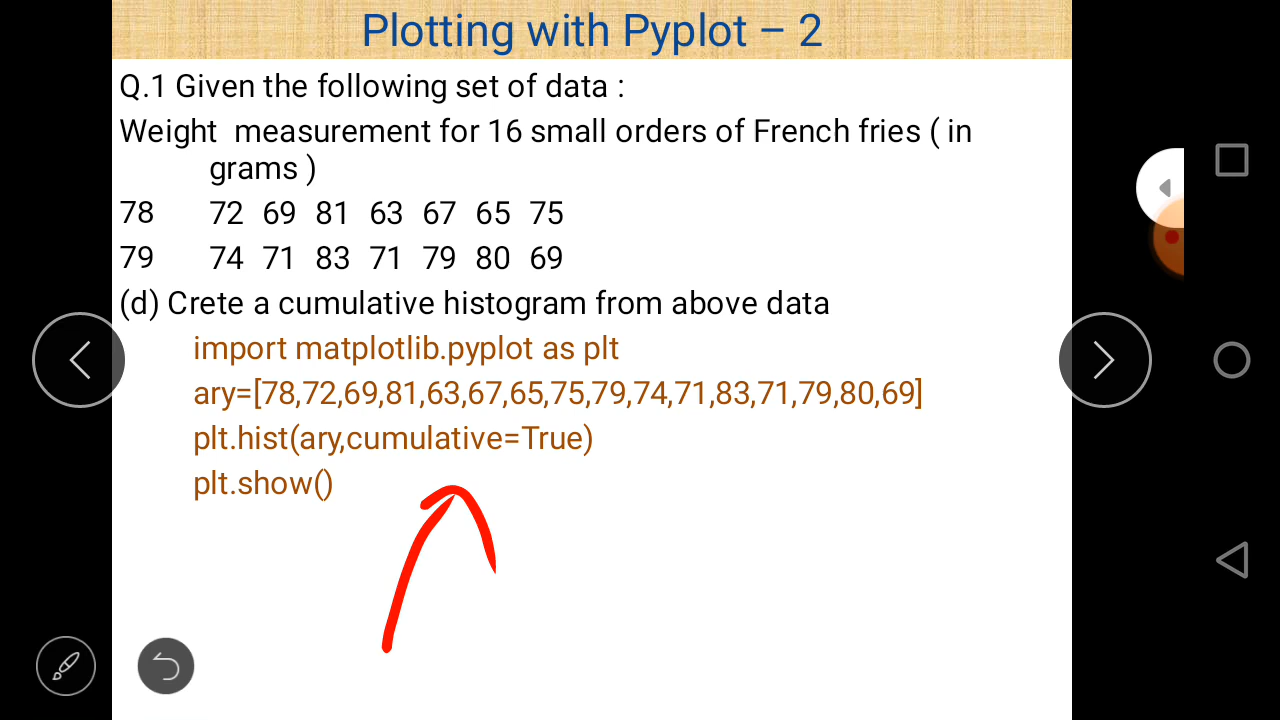 Plotting with Pyplot – 2
Q.1 Given the following set of data :
Weight measurement for 16 small orders of French fries ( in
grams )
78 72 69 81 63 67 65 75
79 74 71 83 71 79 80 69
(d) Crete a cumulative histogram from above data
import matplotlib.pyplot as plt
ary=[78,72,69,81,63,67,65,75,79,74,71,83,71,79,80,69]
plt.hist(ary,cumulative=True)
plt.show()